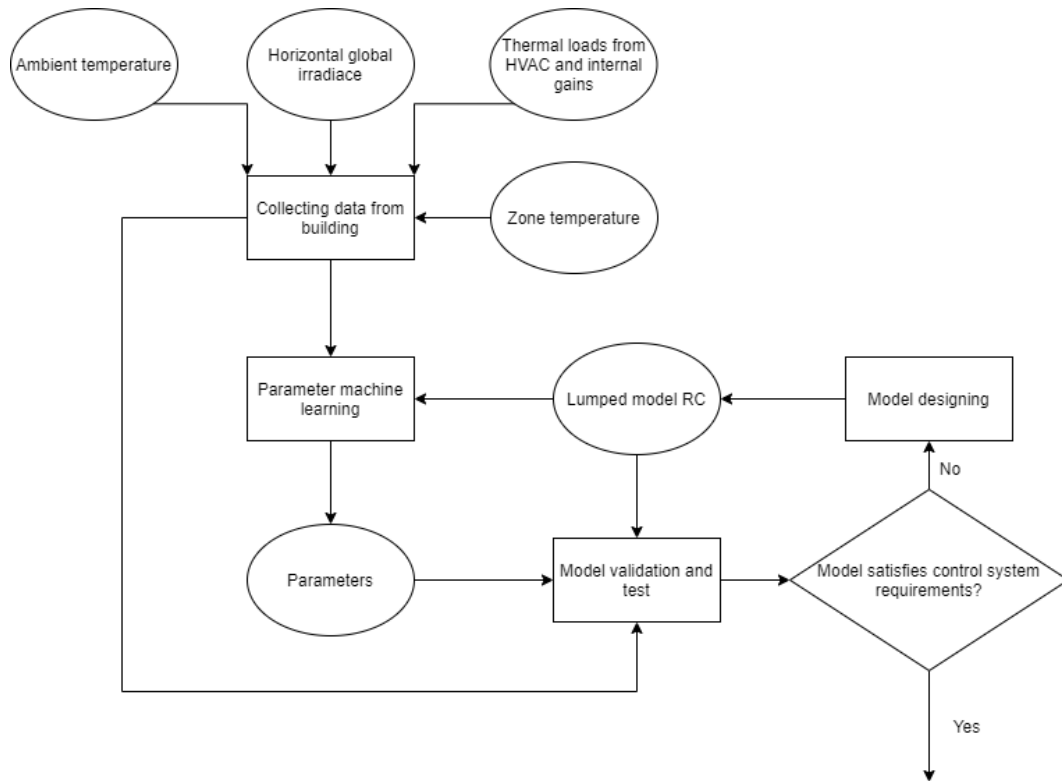 Ambient temperature
Horizontal global
irradiace
Thermal loads from
HVAC and internal
gains
Collecting data from
building
Zone temperature
Parameter machine
learning
Lumped model RC
Model designing
No
Parameters
Model validation and
test
Model satisfies control system
requirements?
Yes